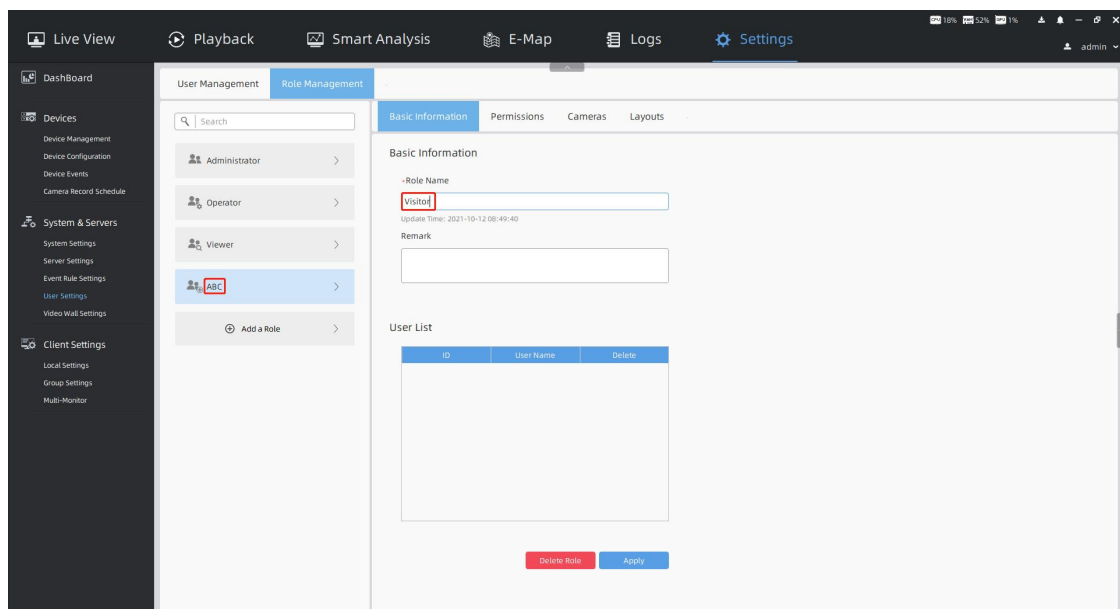 CPU 18% 52% 1%
Live View Playback Smart Analysis E-Map Logs Settings
admin
DashBoard
Devices
Device Management
Device Configuration
Device Events
Camera Record Schedule
System & Servers
System Settings
Server Settings
Event Rule Settings
User Settings
Video Wall Settings
Client Settings
Local Settings
Group Settings
Multi-Monitor
User Management Role Management
Search
Administrator
Operator
Viewer
ABC
Add a Role
Basic Information Permissions Cameras Layouts
Basic Information
*Role Name
Visitor
Update Time: 2021-10-12 08:49:40
Remark
User List
ID User Name Delete
Delete Role Apply